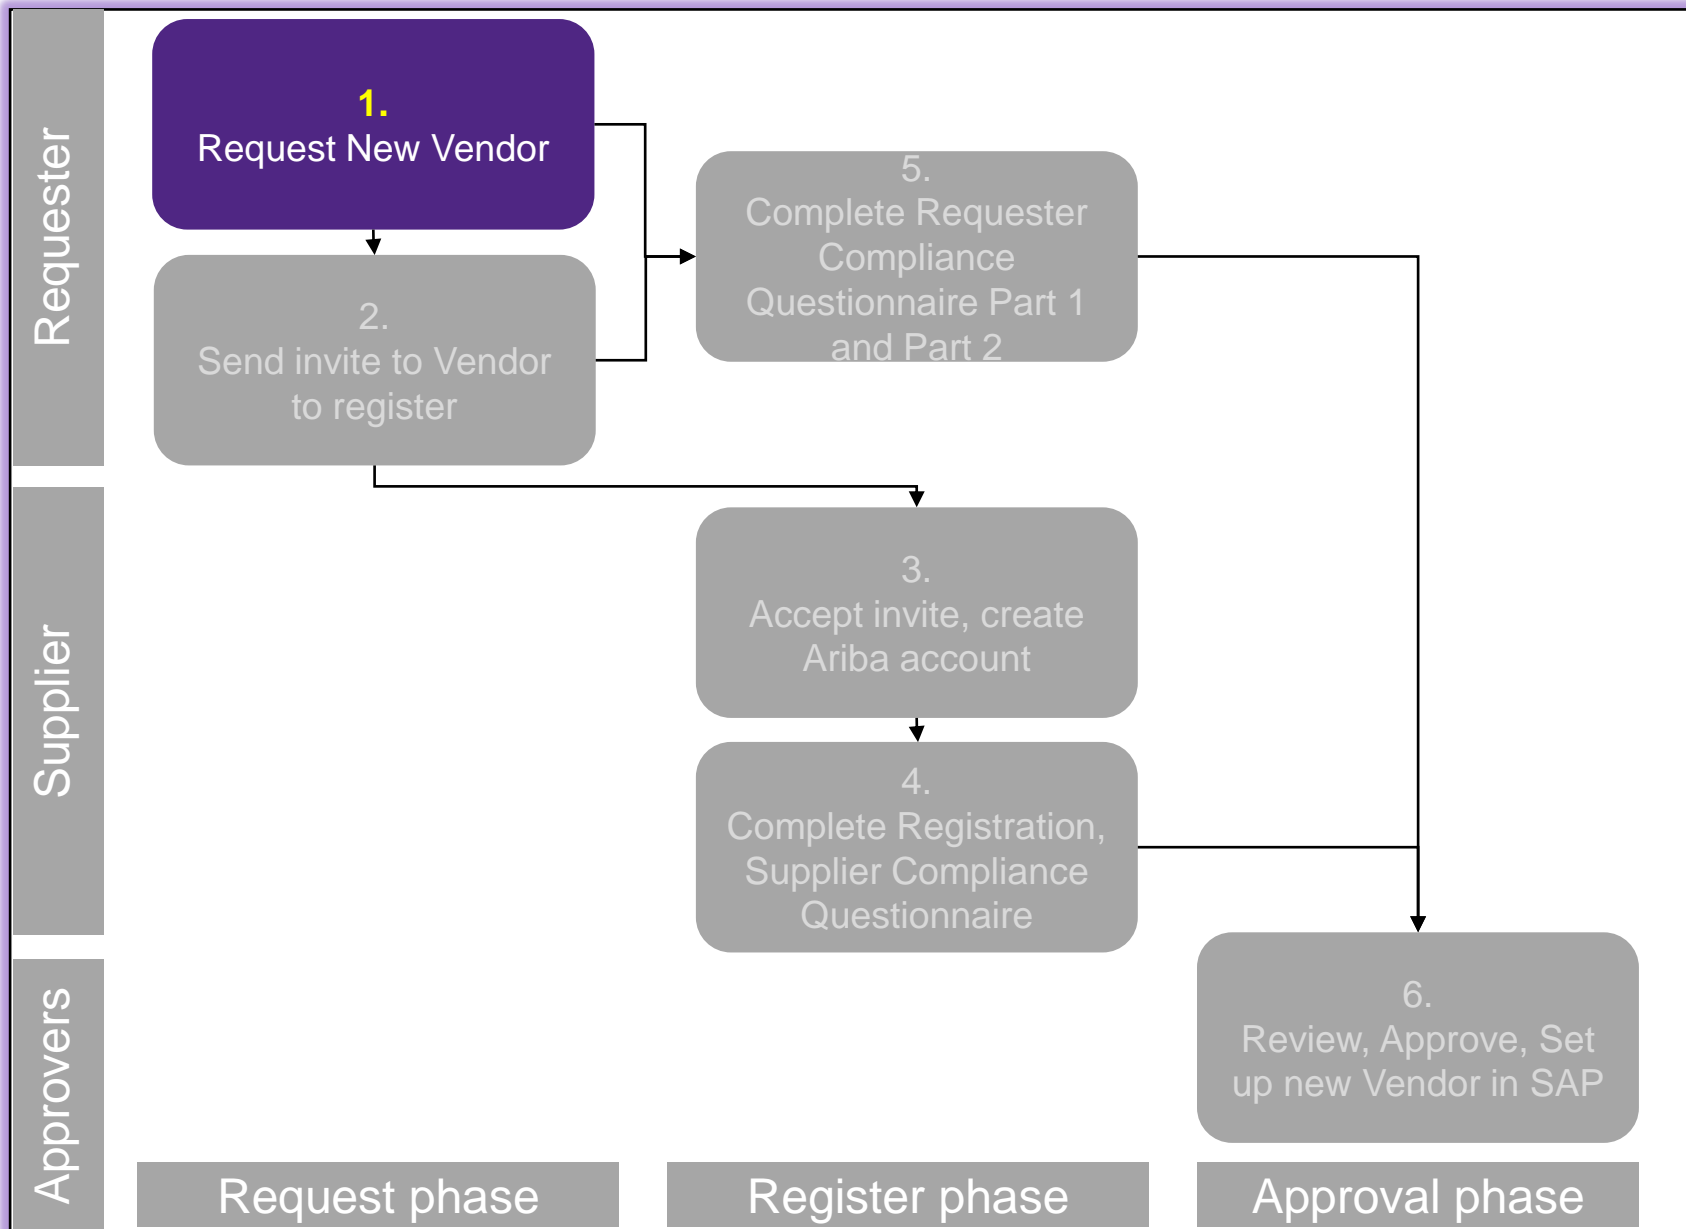 Requester
1.
Request New Vendor
2.
Send invite to Vendor
to register
5.
Complete Requester
Compliance
Questionnaire Part 1
and Part 2
Supplier
3.
Accept invite, create
Ariba account
4.
Complete Registration,
Supplier Compliance
Questionnaire
Approvers
6.
Review, Approve, Set
up new Vendor in SAP
Request phase
Register phase
Approval phase